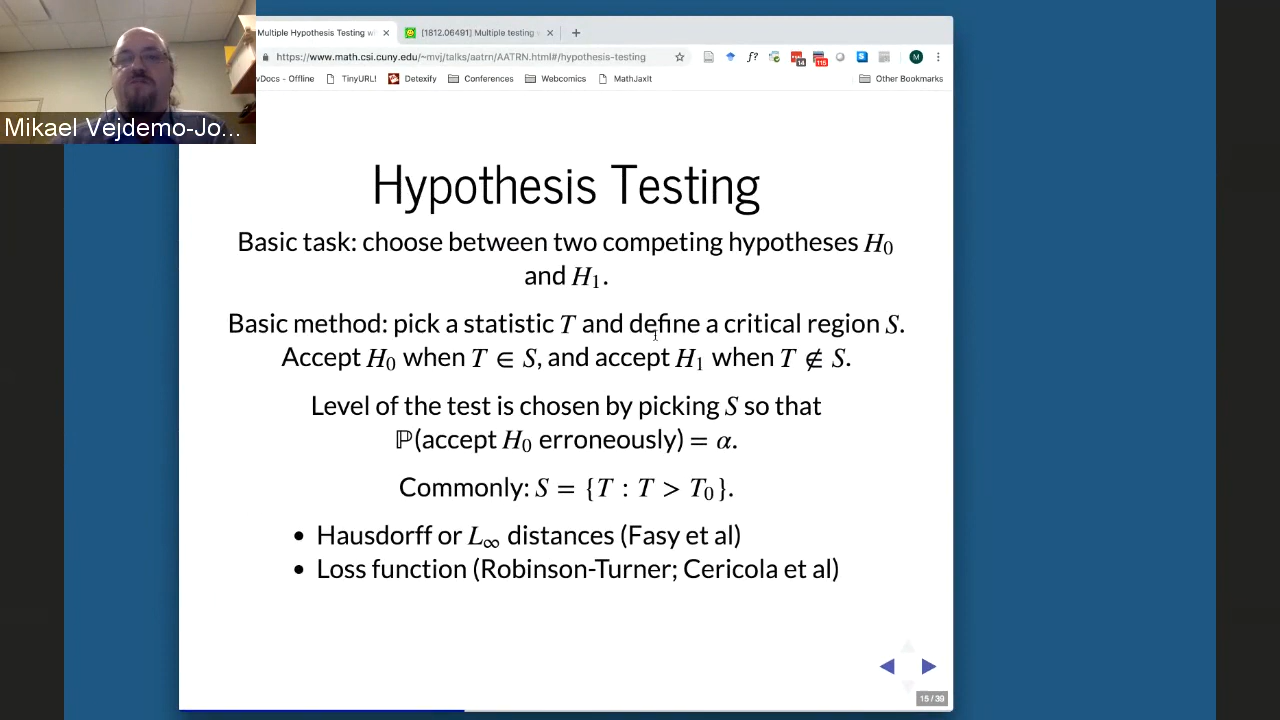 Multiple Hypothesis Testing w
[1812.06491] Multiple testing
https://www.math.csi.cuny.edu/~mvj/talks/aatrn/AATRN.html#/hypothesis-testing
vDocs - Offline TinyURL! Detexify Conferences Webcomics MathJaxIt Other Bookmarks
Mikael Vejdemo-Jo...
Hypothesis Testing
Basic task: choose between two competing hypotheses H₀
and H₁.
Basic method: pick a statistic T and define a critical region S.
Accept H₀ when T ∈ S, and accept H₁ when T ∉ S.
Level of the test is chosen by picking S so that
ℙ(accept H₀ erroneously) = α.
Commonly: S = {T : T > T₀}.
• Hausdorff or L∞ distances (Fasy et al)
• Loss function (Robinson-Turner; Cericola et al)
15 / 39